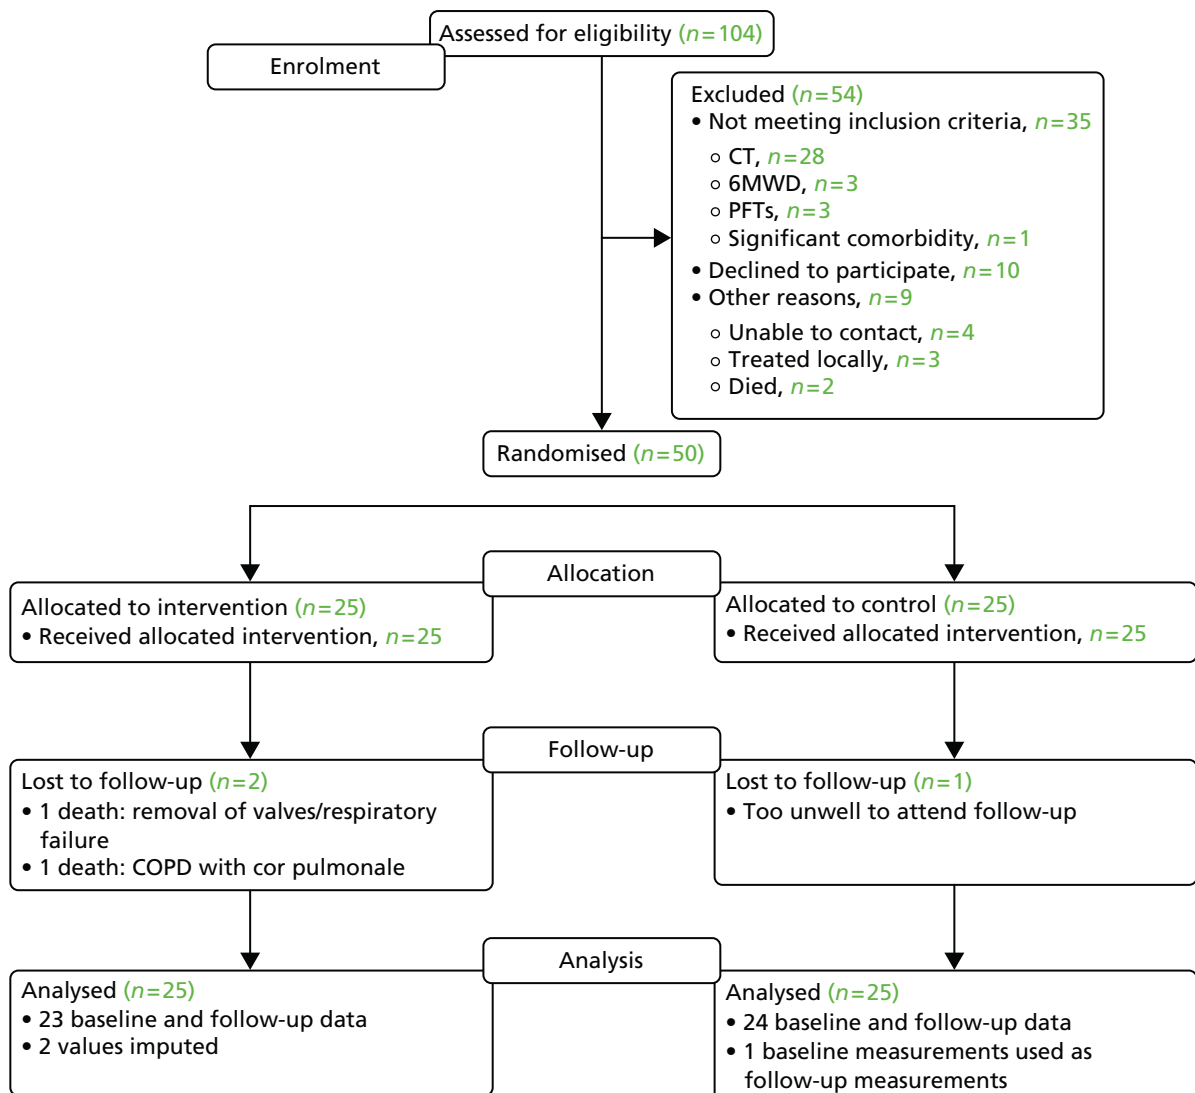 Assessed for eligibility (n=104)
Enrolment
Excluded (n=54)
• Not meeting inclusion criteria, n=35
○ CT, n=28
○ 6MWD, n=3
○ PFTs, n=3
○ Significant comorbidity, n=1
• Declined to participate, n=10
• Other reasons, n=9
○ Unable to contact, n=4
○ Treated locally, n=3
○ Died, n=2
Randomised (n=50)
Allocation
Allocated to intervention (n=25)
• Received allocated intervention, n=25
Allocated to control (n=25)
• Received allocated intervention, n=25
Follow-up
Lost to follow-up (n=2)
• 1 death: removal of valves/respiratory
failure
• 1 death: COPD with cor pulmonale
Lost to follow-up (n=1)
• Too unwell to attend follow-up
Analysis
Analysed (n=25)
• 23 baseline and follow-up data
• 2 values imputed
Analysed (n=25)
• 24 baseline and follow-up data
• 1 baseline measurements used as
follow-up measurements